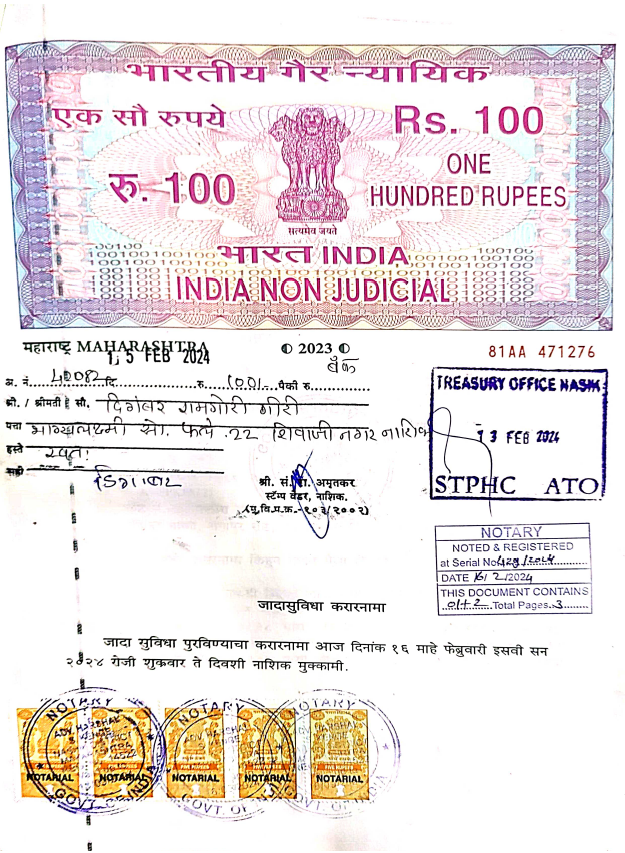 भारतीय गैर न्यायिक
एक सौ रुपये
Rs. 100
रु. 100
ONE
HUNDRED RUPEES
सत्यमेव जयते
भारत INDIA
INDIA NON JUDICIAL
महाराष्ट्र MAHARASHTRA
2023
81AA 471276
15 FEB 2024
बँक
अ. नं. 40082 दि. रु. 100/- पैकी रु.
श्री. / श्रीमती / सौ. दिगंबर रामगीरी गीरी
पत्ता भाग्यलक्ष्मी सो. 22 शिवाजी नगर नाशिक
हस्ते स्वतः
सही
श्री. सं. अमृतकर
स्टॅम्प वेंडर, नाशिक.
(मु.वि.प.क्र.-१०३/२००२)
TREASURY OFFICE NASIK
13 FEB 2024
STPHC ATO
NOTARY
NOTED & REGISTERED
at Serial No. /2024
DATE 16/2/2024
THIS DOCUMENT CONTAINS
01+2 Total Pages 3
जादासुविधा करारनामा
जादा सुविधा पुरविण्याचा करारनामा आज दिनांक १६ माहे फेब्रुवारी इसवी सन
२०२४ रोजी शुक्रवार ते दिवशी नाशिक मुक्कामी.
NOTARY NOTARY NOTARY
NOTARIAL NOTARIAL NOTARIAL NOTARIAL NOTARIAL
GOVT. OF INDIA